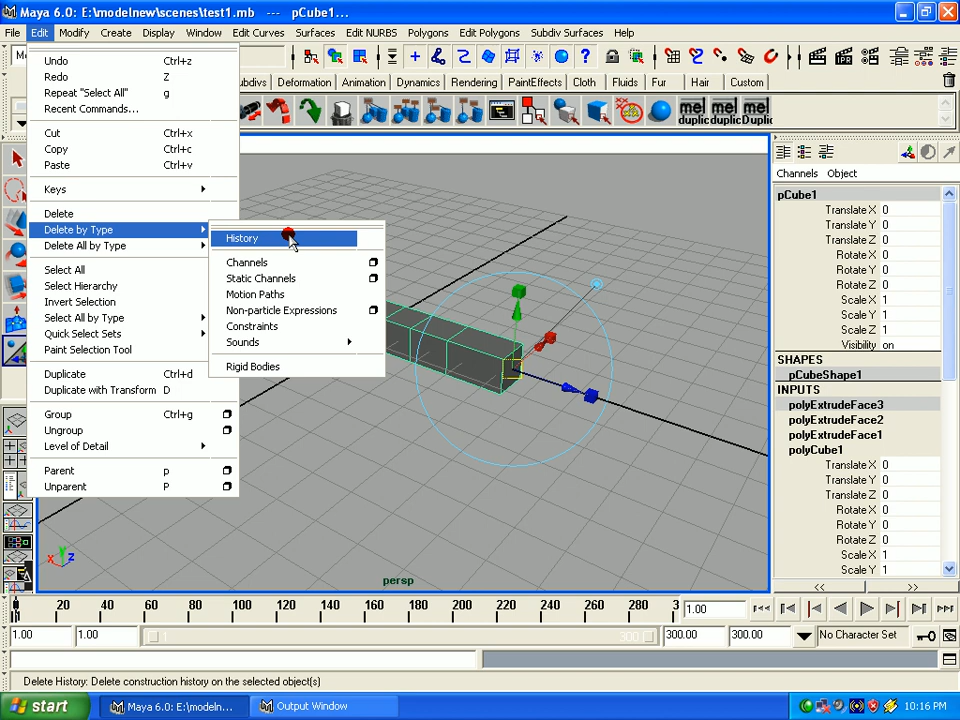 Maya 6.0: E:\modelnew\scenes\test1.mb --- pCube1...
File Edit Modify Create Display Window Edit Curves Surfaces Edit NURBS Polygons Edit Polygons Subdiv Surfaces Help
Subdivs Deformation Animation Dynamics Rendering PaintEffects Cloth Fluids Fur Hair Custom
mel mel mel
duplic duplic Duplic
Undo Ctrl+z
Redo Z
Repeat "Select All" g
Recent Commands...
Cut Ctrl+x
Copy Ctrl+c
Paste Ctrl+v
Keys
Delete
Delete by Type
Delete All by Type
Select All
Select Hierarchy
Invert Selection
Select All by Type
Quick Select Sets
Paint Selection Tool
Duplicate Ctrl+d
Duplicate with Transform D
Group Ctrl+g
Ungroup
Level of Detail
Parent p
Unparent P
History
Channels
Static Channels
Motion Paths
Non-particle Expressions
Constraints
Sounds
Rigid Bodies
Channels Object
pCube1
Translate X 0
Translate Y 0
Translate Z 0
Rotate X 0
Rotate Y 0
Rotate Z 0
Scale X 1
Scale Y 1
Scale Z 1
Visibility on
SHAPES
pCubeShape1
INPUTS
polyExtrudeFace3
polyExtrudeFace2
polyExtrudeFace1
polyCube1
Translate X 0
Translate Y 0
Translate Z 0
Rotate X 0
Rotate Y 0
Rotate Z 0
Scale X 1
Scale Y 1
Scale Z 1
y
x z
persp
20 40 60 80 100 120 140 160 180 200 220 240 260 280 3
1.00
1.00 1.00 1 300 300.00 300.00 No Character Set
Delete History: Delete construction history on the selected object(s)
start Maya 6.0: E:\modeln... Output Window 10:16 PM